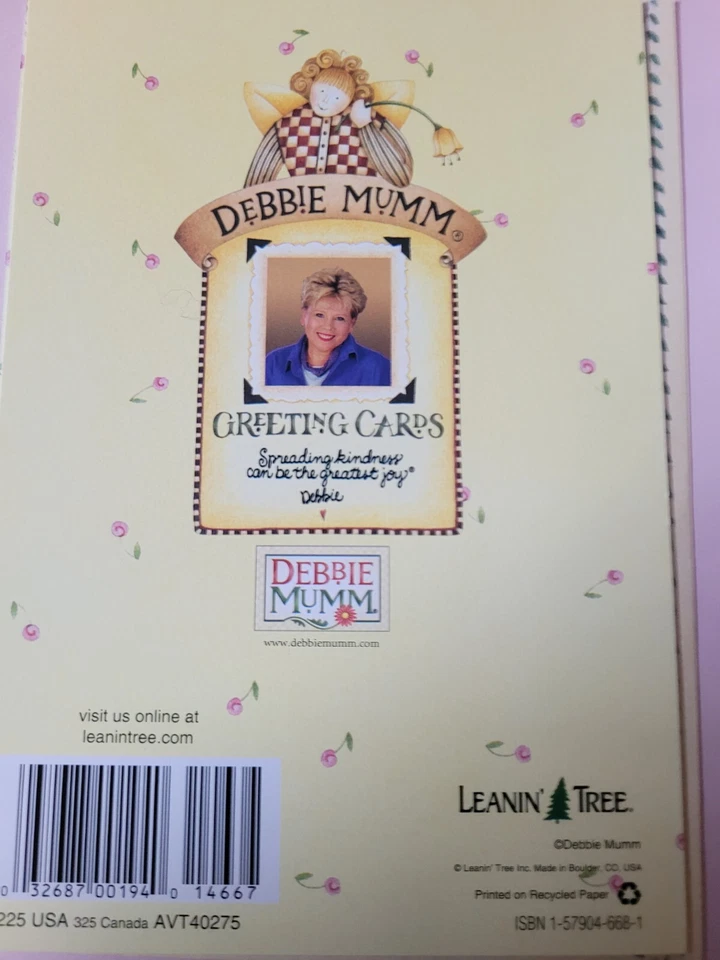 DEBBIE MUMM®
GREETING CARDS
Spreading kindness
can be the greatest joy®
Debbie
DEBBIE
MUMM®
www.debbiemumm.com
visit us online at
leanintree.com
LEANIN' TREE®
©Debbie Mumm
© Leanin' Tree Inc. Made in Boulder, CO, USA
Printed on Recycled Paper
ISBN 1-57904-668-1
0 32687 00194 0 14667
225 USA 325 Canada AVT40275